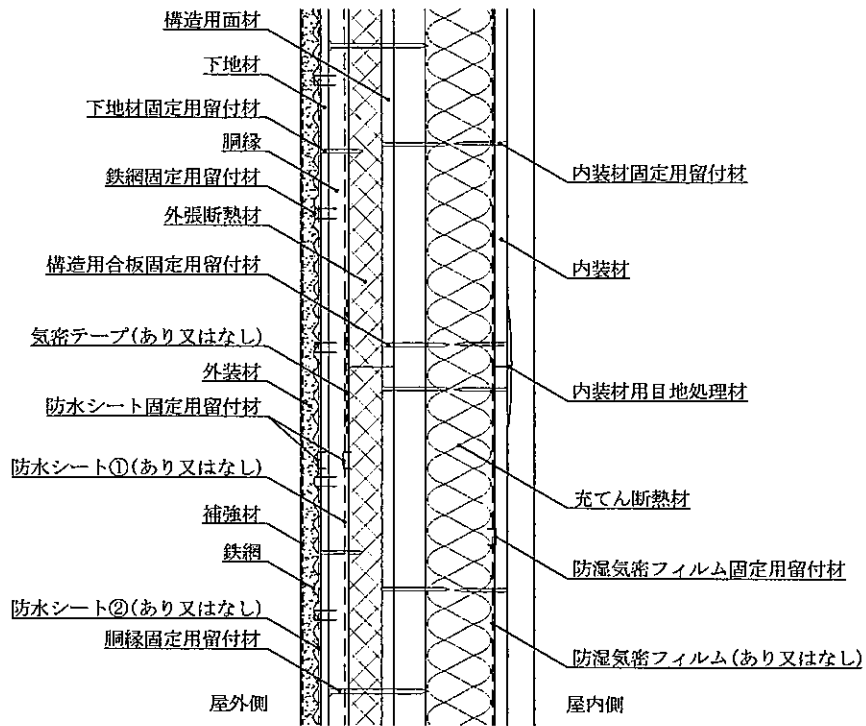 構造用面材
下地材
下地材固定用留付材
胴縁
鉄網固定用留付材
外張断熱材
構造用合板固定用留付材
気密テープ(あり又はなし)
外装材
防水シート固定用留付材
防水シート①(あり又はなし)
補強材
鉄網
防水シート②(あり又はなし)
胴縁固定用留付材
屋外側
内装材固定用留付材
内装材
内装材用目地処理材
充てん断熱材
防湿気密フィルム固定用留付材
防湿気密フィルム(あり又はなし)
屋内側